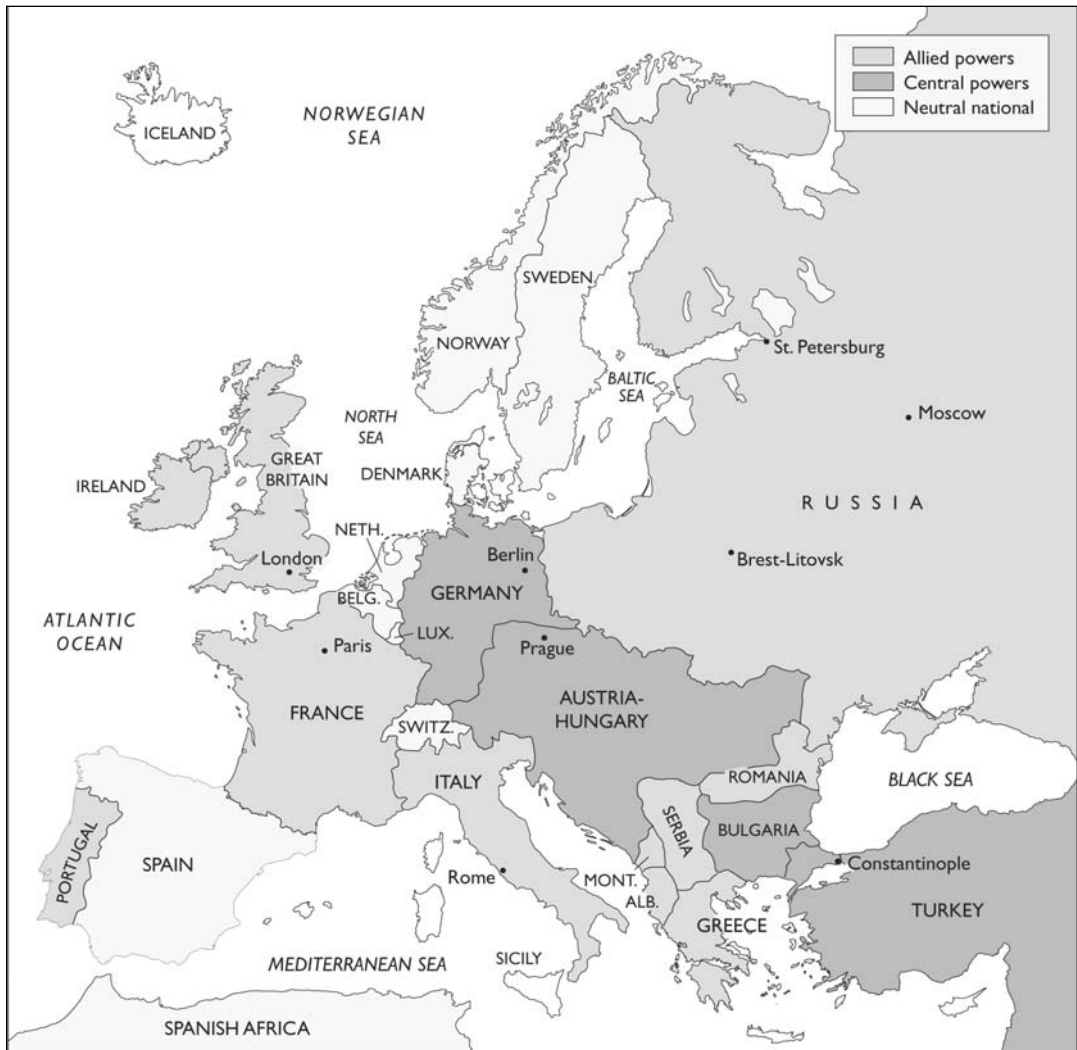 Allied powers
Central powers
Neutral national
ICELAND
NORWEGIAN
SEA
SWEDEN
NORWAY
St. Petersburg
BALTIC
SEA
Moscow
NORTH
SEA
GREAT
BRITAIN
IRELAND
DENMARK
RUSSIA
NETH.
London
Berlin
Brest-Litovsk
BELG.
GERMANY
ATLANTIC
OCEAN
LUX.
Paris
Prague
AUSTRIA-
HUNGARY
FRANCE
SWITZ.
ITALY
ROMANIA
BLACK SEA
SERBIA
BULGARIA
PORTUGAL
SPAIN
Rome
MONT.
Constantinople
ALB.
GREECE
TURKEY
SICILY
MEDITERRANEAN SEA
SPANISH AFRICA